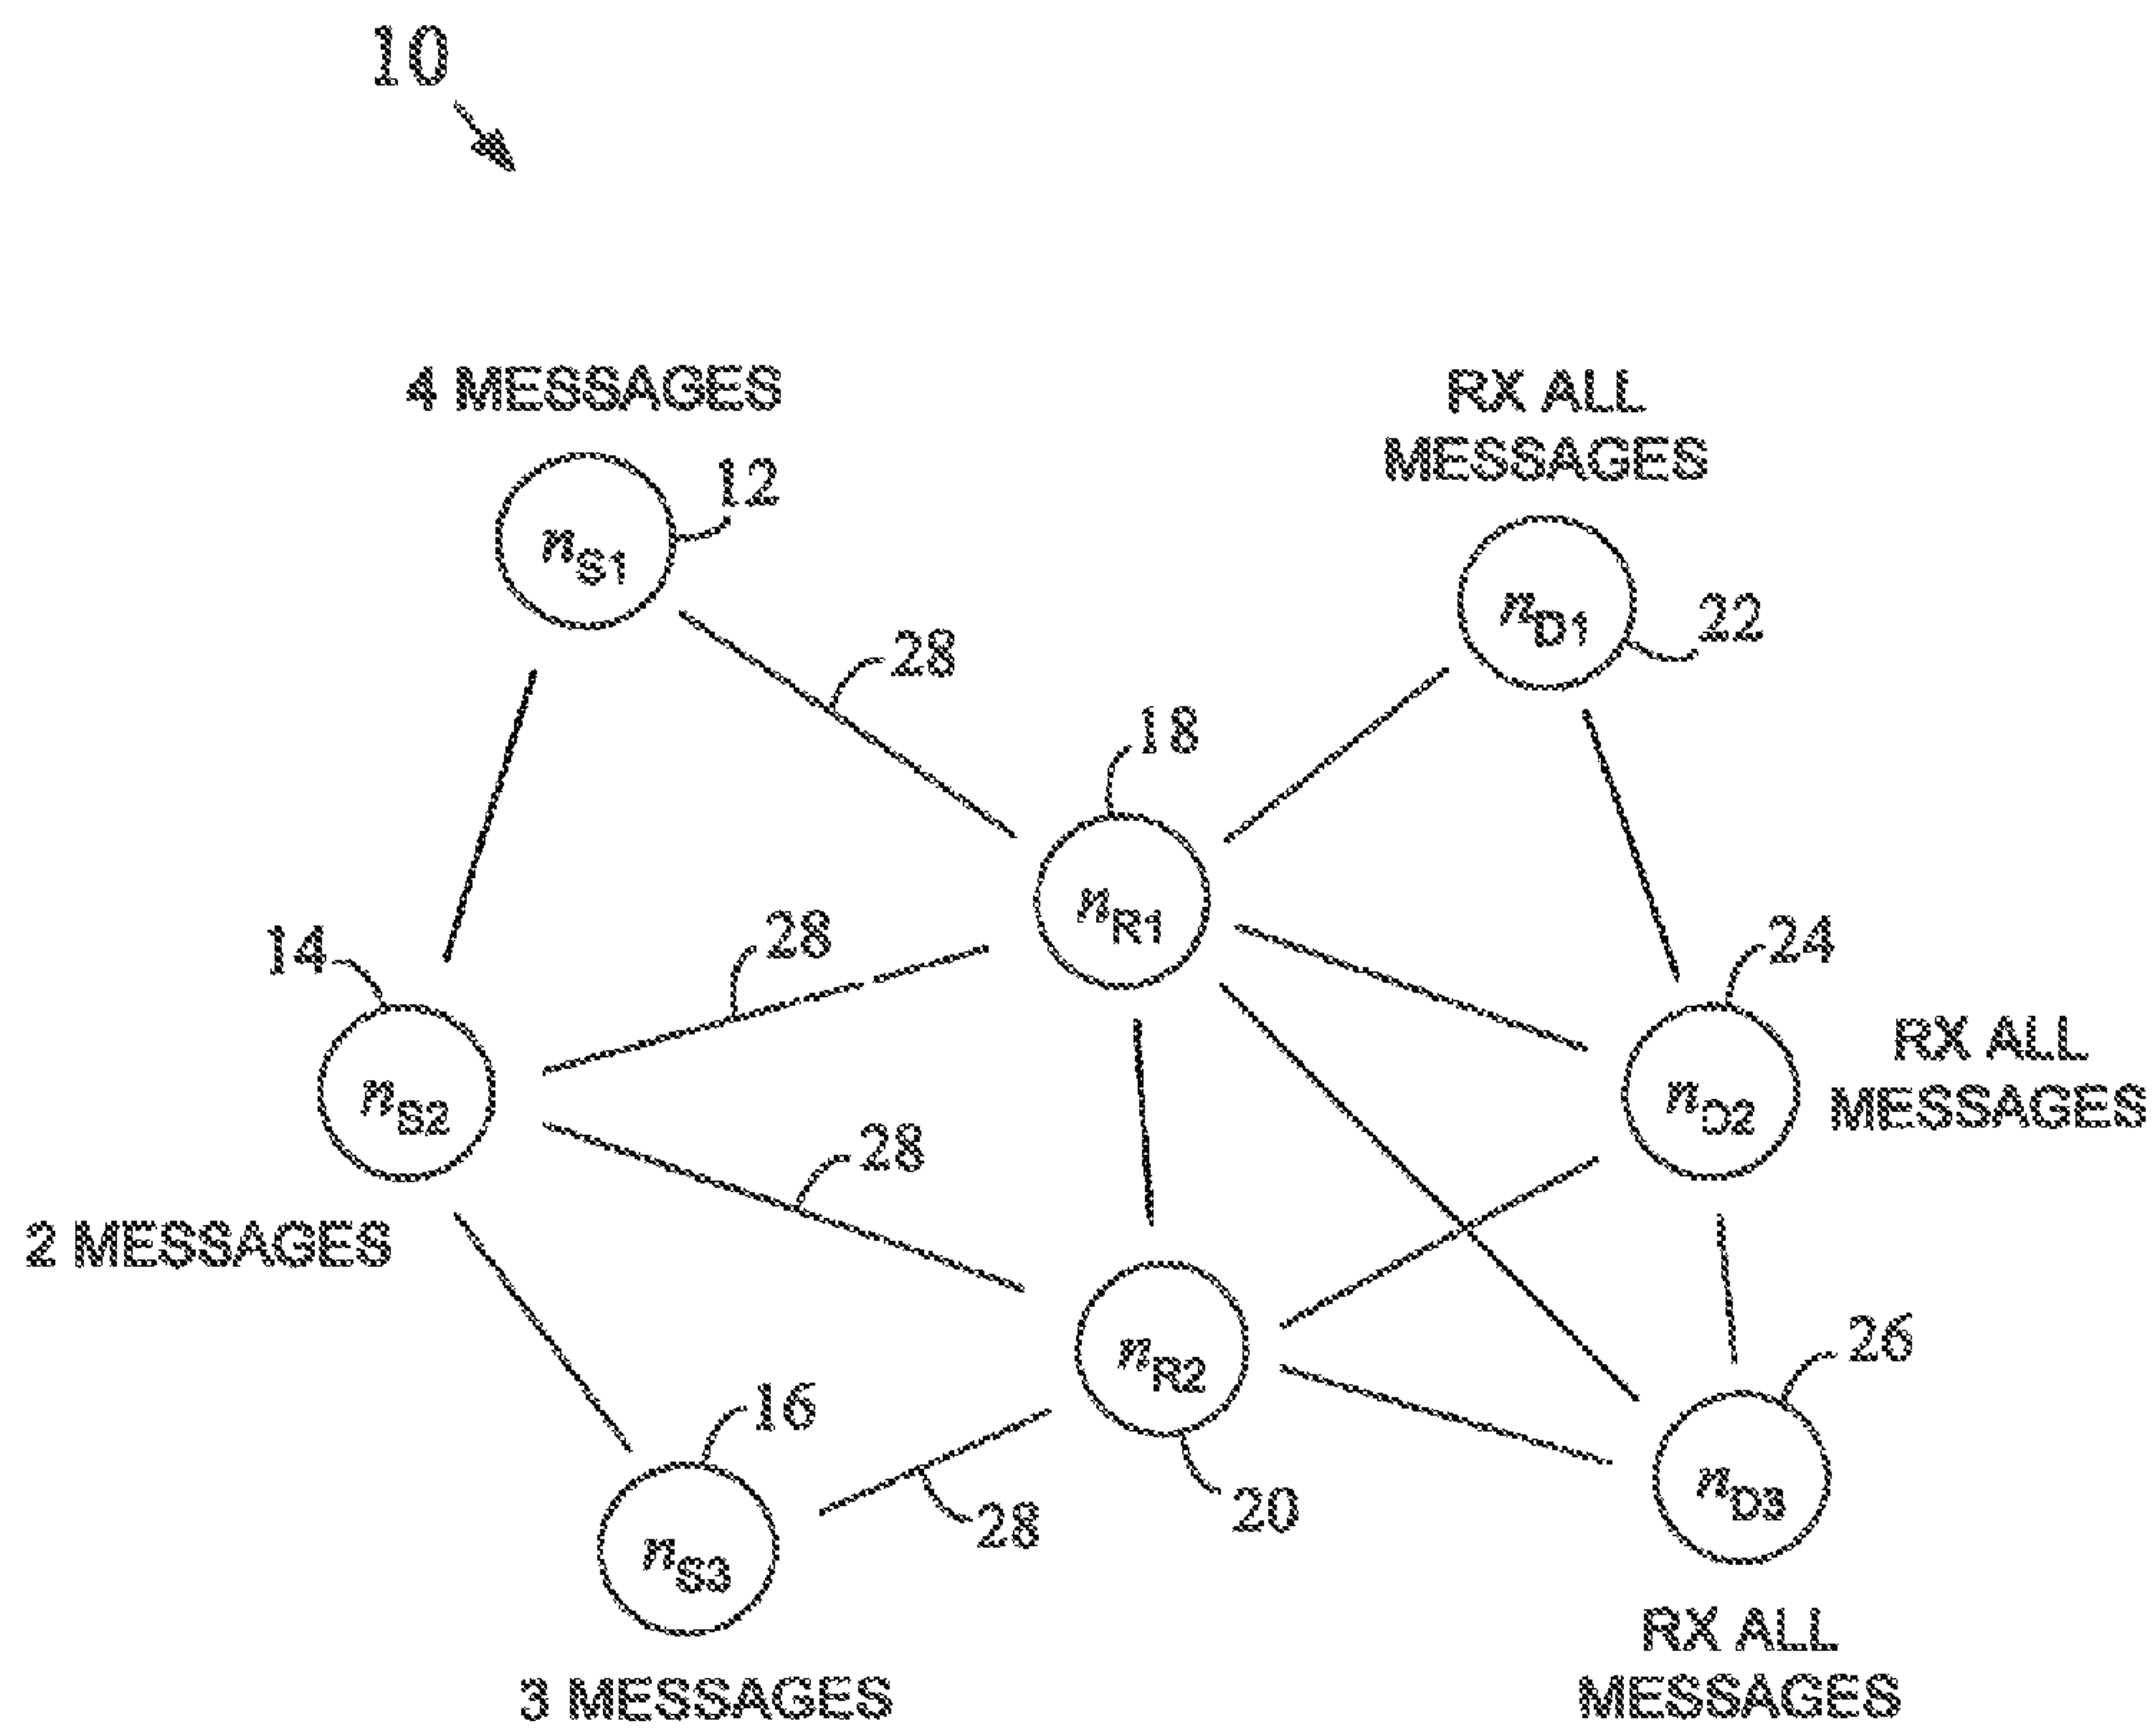 10
4 MESSAGES
RX ALL
MESSAGES
12
nS1
nD1
22
28
18
nR1
14
28
24
nS2
28
nD2
RX ALL
MESSAGES
2 MESSAGES
16
nR2
26
nS3
28
20
nD3
3 MESSAGES
RX ALL
MESSAGES